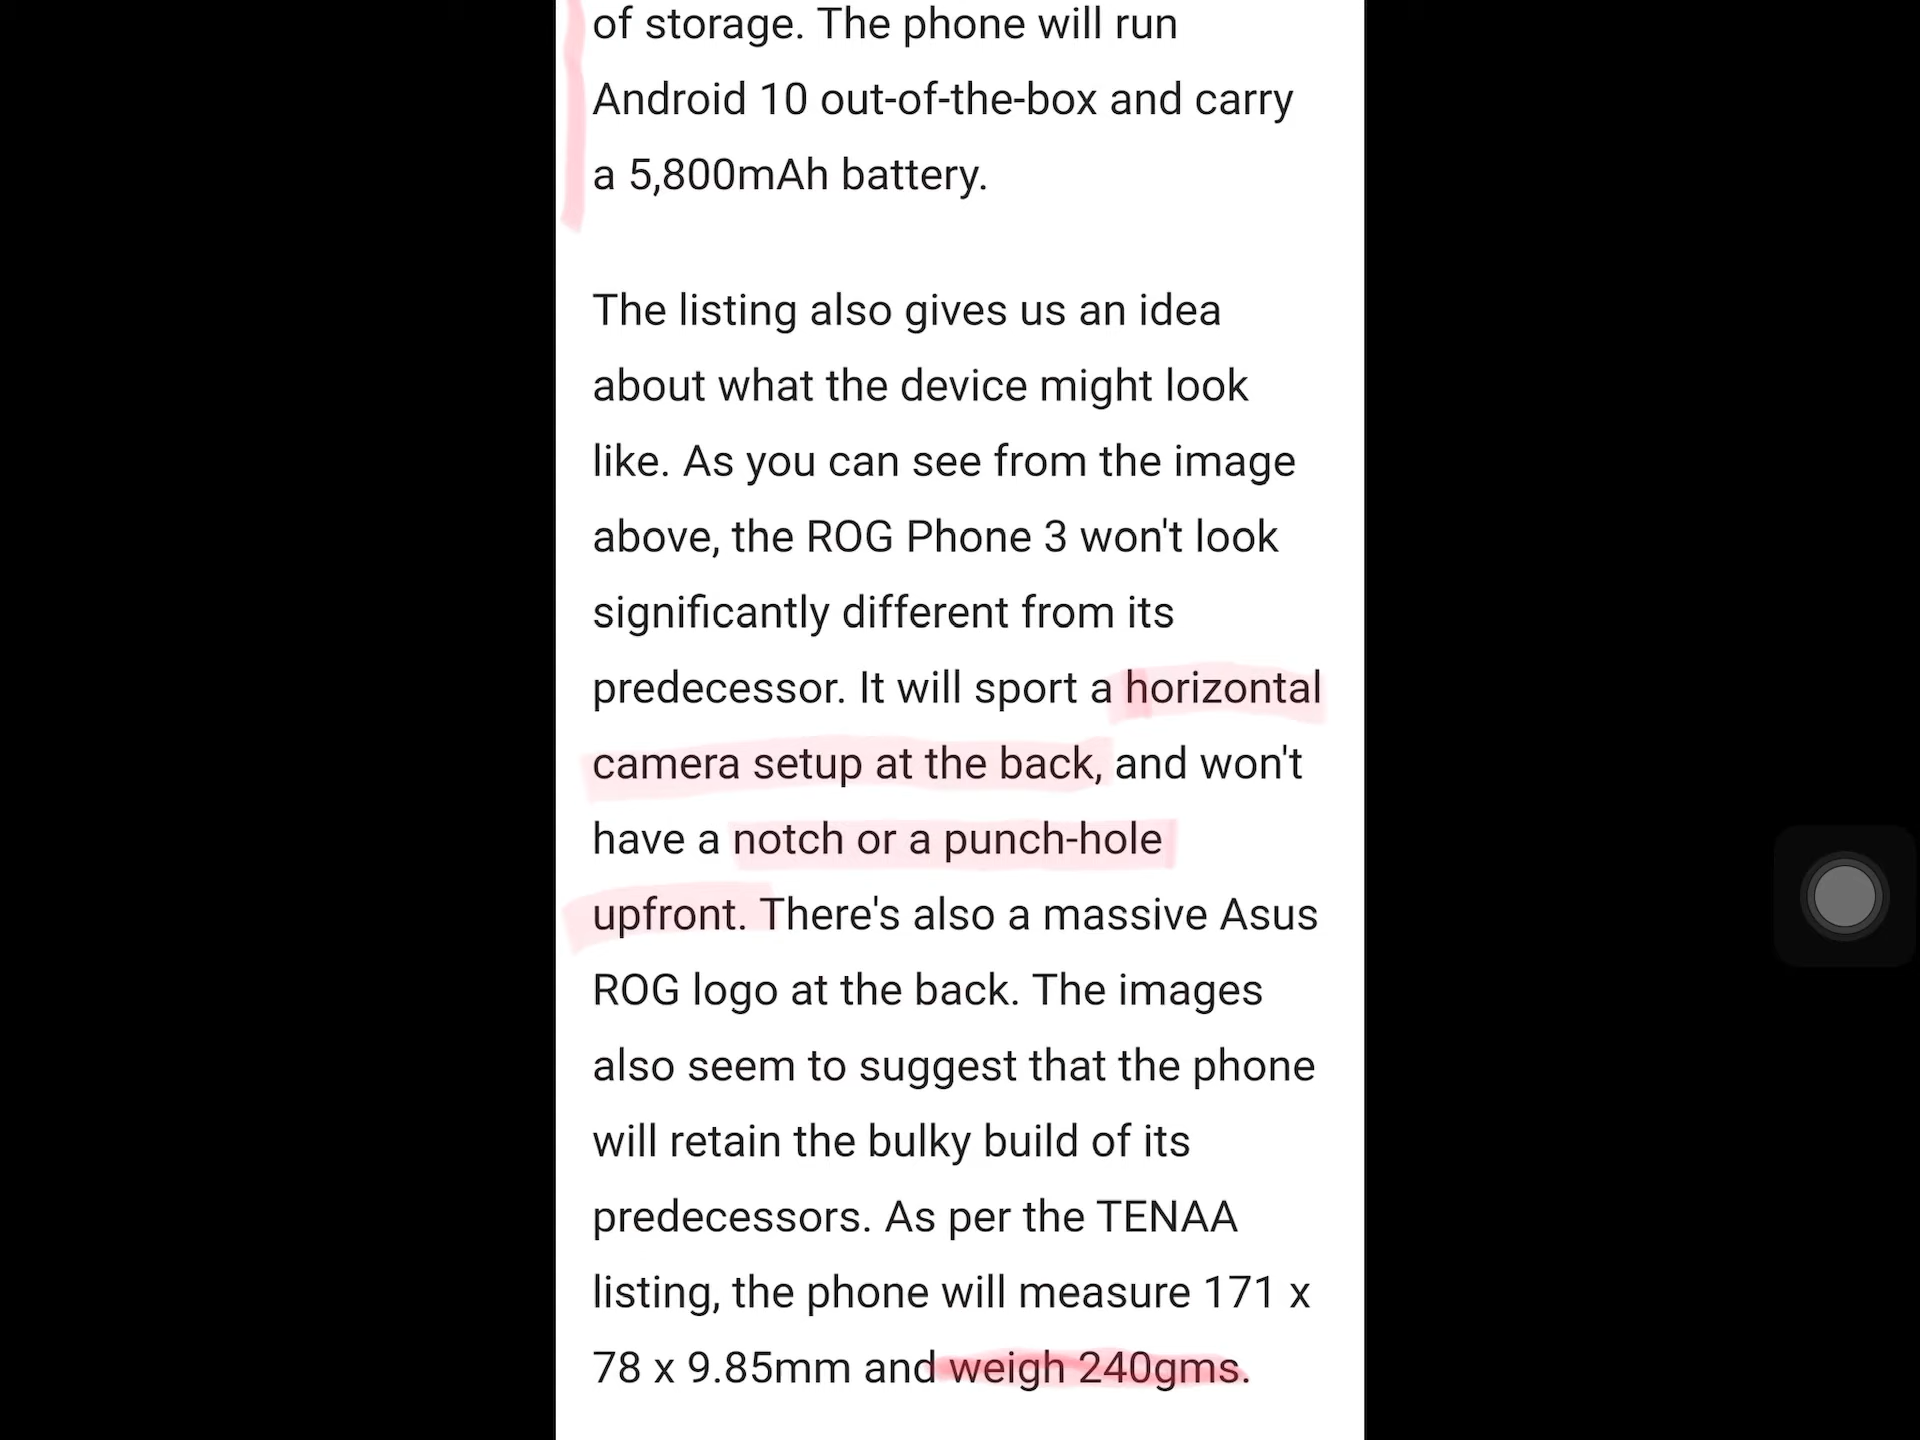 of storage. The phone will run
Android 10 out-of-the-box and carry
a 5,800mAh battery.
The listing also gives us an idea
about what the device might look
like. As you can see from the image
above, the ROG Phone 3 won't look
significantly different from its
predecessor. It will sport a horizontal
camera setup at the back, and won't
have a notch or a punch-hole
upfront. There's also a massive Asus
ROG logo at the back. The images
also seem to suggest that the phone
will retain the bulky build of its
predecessors. As per the TENAA
listing, the phone will measure 171 x
78 x 9.85mm and weigh 240gms.